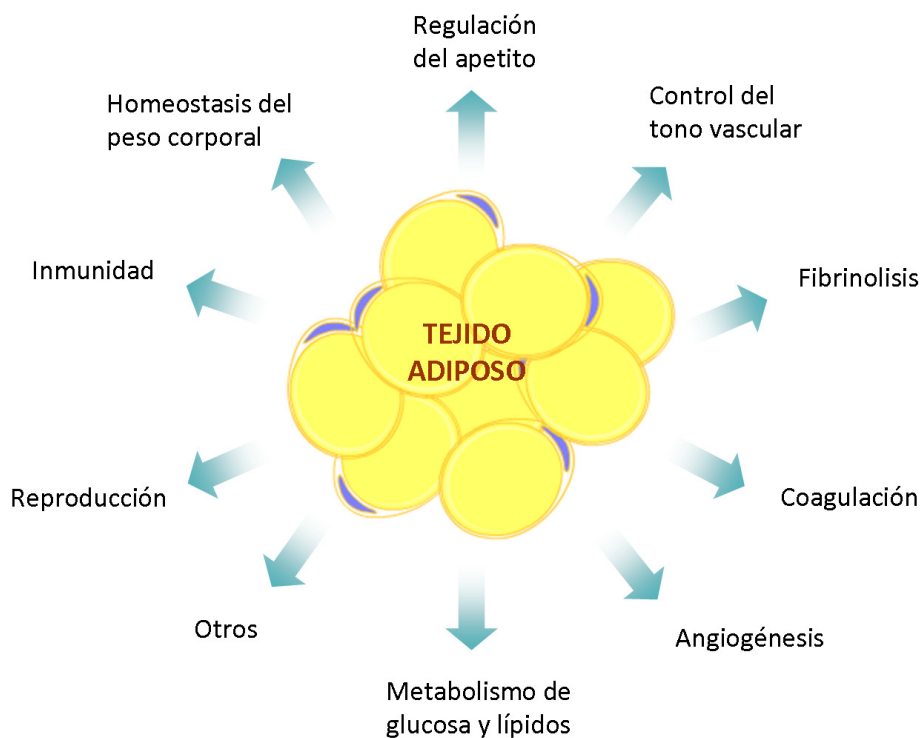 Regulación
del apetito
Control del
tono vascular
Homeostasis del
peso corporal
Inmunidad
Fibrinolisis
TEJIDO
ADIPOSO
Reproducción
Coagulación
Otros
Angiogénesis
Metabolismo de
glucosa y lípidos